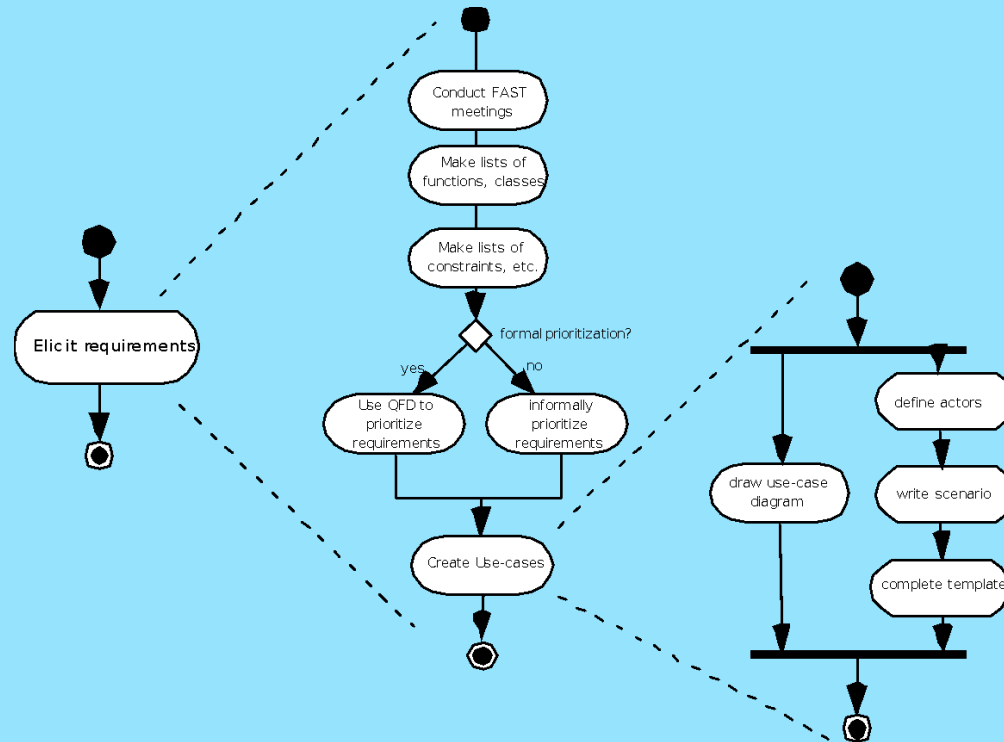 Elicit requirements
Conduct FAST
meetings
Make lists of
functions, classes
Make lists of
constraints, etc.
formal prioritization?
yes
no
Use QFD to
prioritize
requirements
informally
prioritize
requirements
Create Use-cases
draw use-case
diagram
define actors
write scenario
complete template